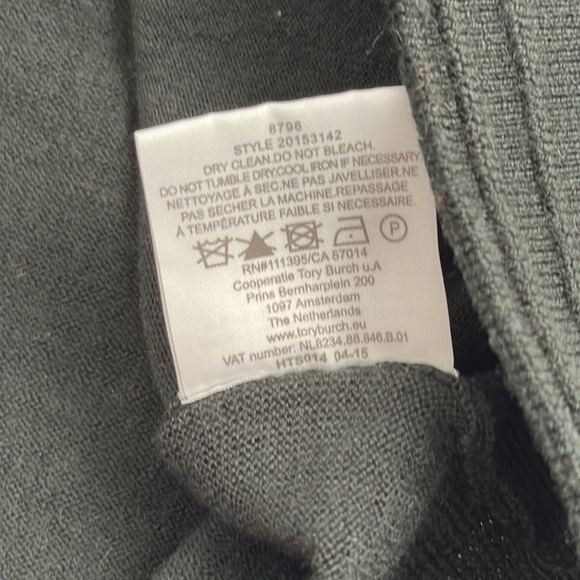 8796
STYLE 20153142
DRY CLEAN.DO NOT BLEACH.
DO NOT TUMBLE DRY.COOL IRON IF NECESSARY
NETTOYAGE À SEC.NE PAS JAVELLISER.NE
PAS SECHER LA MACHINE.REPASSAGE
À TEMPÉRATURE FAIBLE SI NECESSAIRE.
P
RN#111395/CA 57014
Cooperatie Tory Burch u.A
Prins Bernharplein 200
1097 Amsterdam
The Netherlands
www.toryburch.eu
VAT number: NL8234.88.846.B.01
HTS014 04-15